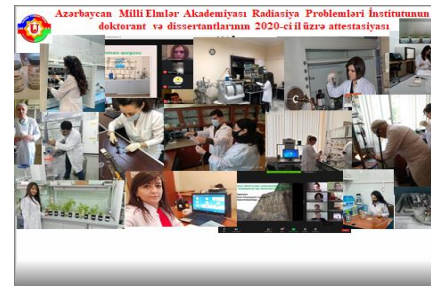 Azərbaycan Milli Elmlər Akademiyası Radiasiya Problemləri İnstitutunun
doktorant və dissertantlarının 2020-ci il üzrə attestasiyası